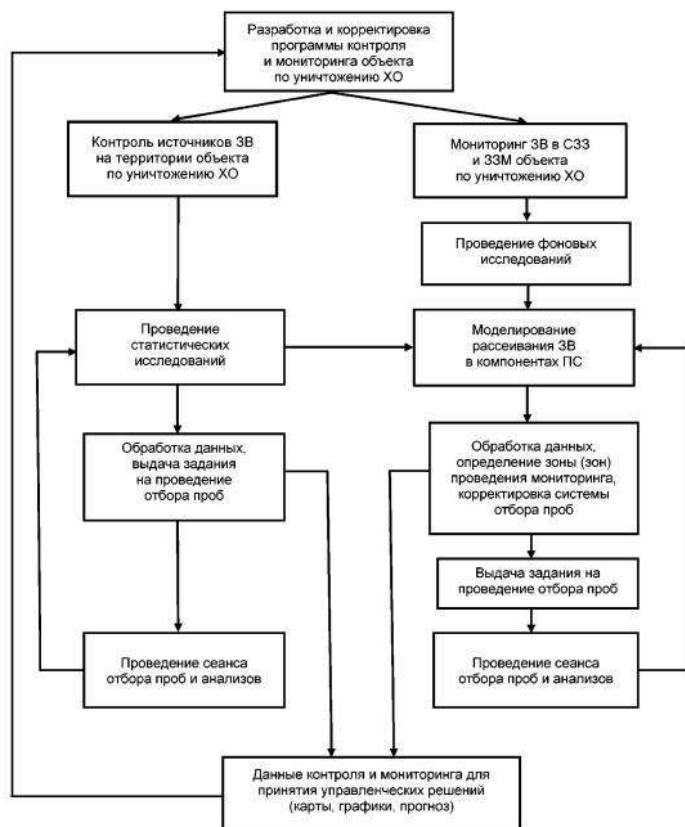 Разработка и корректировка
программы контроля
и мониторинга объекта
по уничтожению ХО
Контроль источников ЗВ
на территории объекта
по уничтожению ХО
Мониторинг ЗВ в СЗЗ
и ЗЗМ объекта
по уничтожению ХО
Проведение фоновых
исследований
Проведение
статистических
исследований
Моделирование
рассеивания ЗВ
в компонентах ПС
Обработка данных,
выдача задания
на проведение
отбора проб
Обработка данных,
определение зоны (зон)
проведения мониторинга,
корректировка системы
отбора проб
Выдача задания на
проведение отбора проб
Проведение сеанса
отбора проб и анализов
Проведение сеанса
отбора проб и анализов
Данные контроля и мониторинга для
принятия управленческих решений
(карты, графики, прогноз)